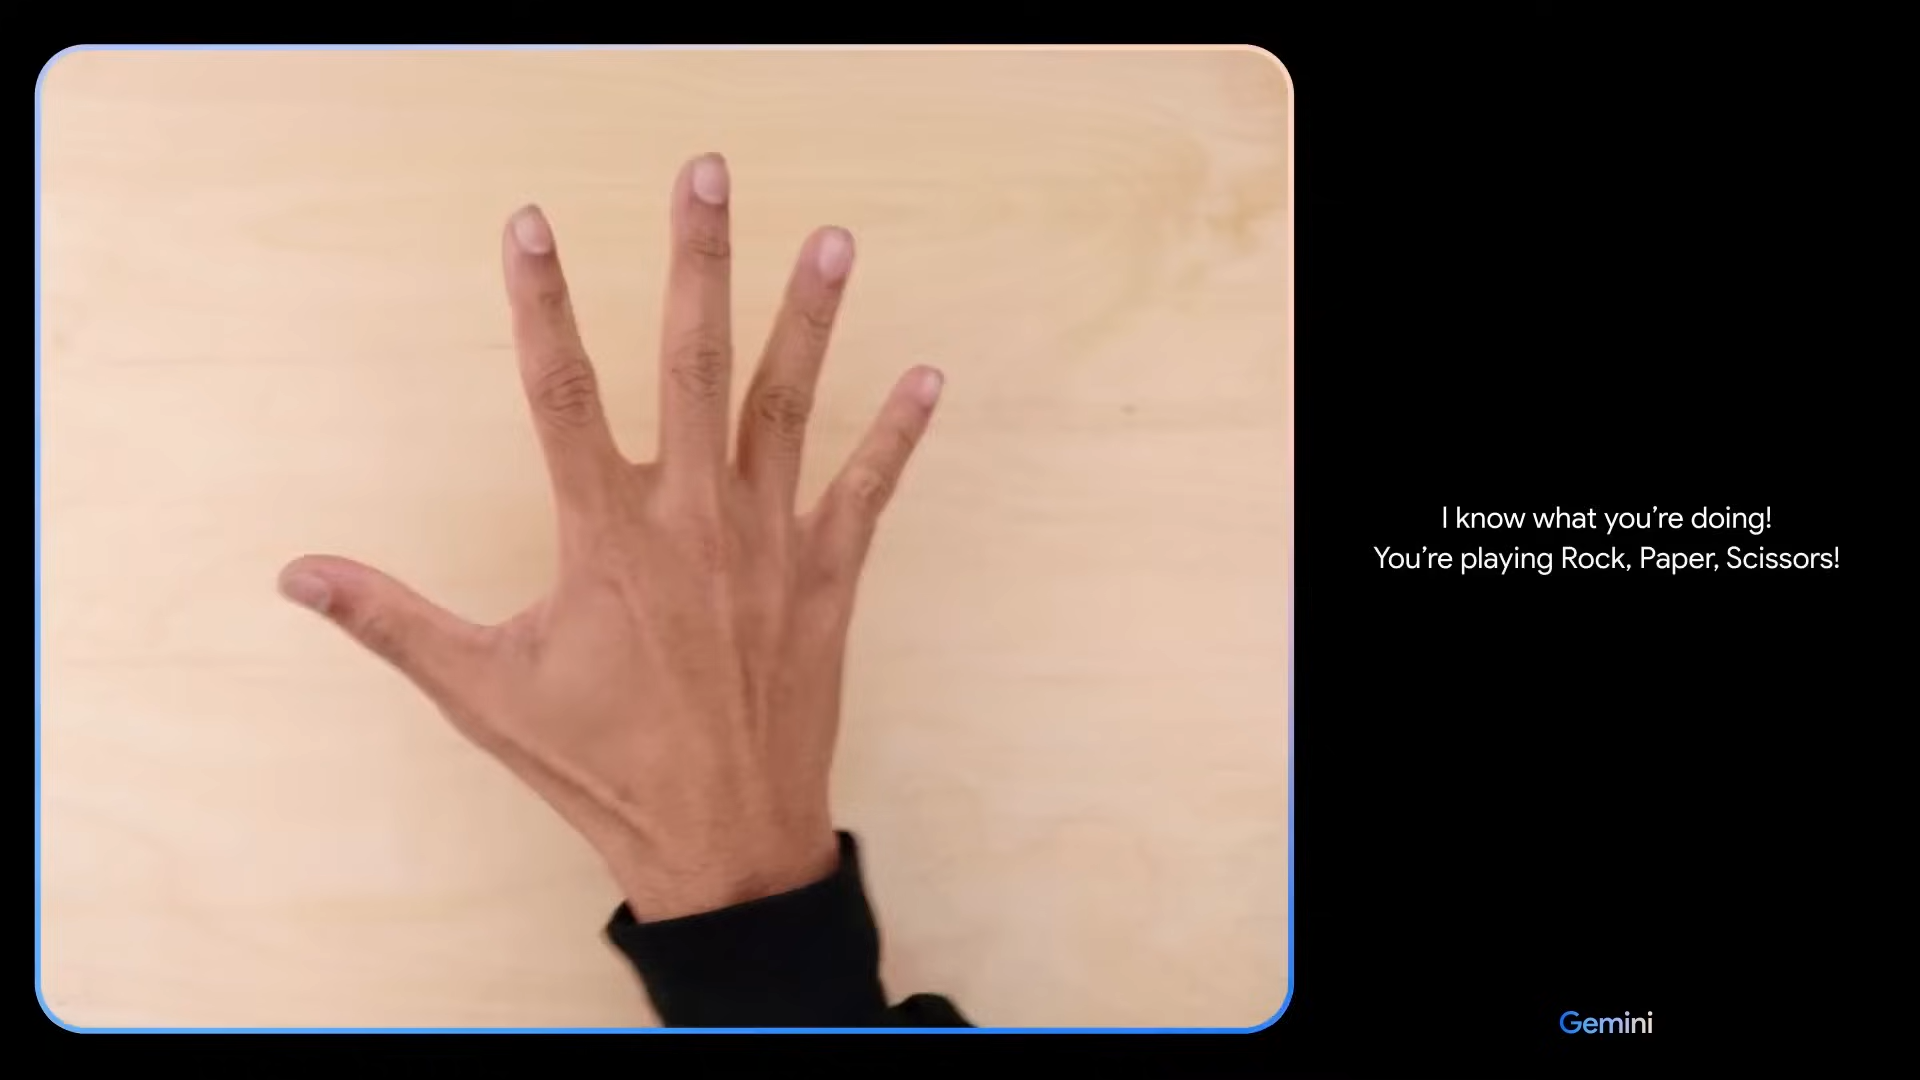 I know what you’re doing!
You’re playing Rock, Paper, Scissors!
Gemini